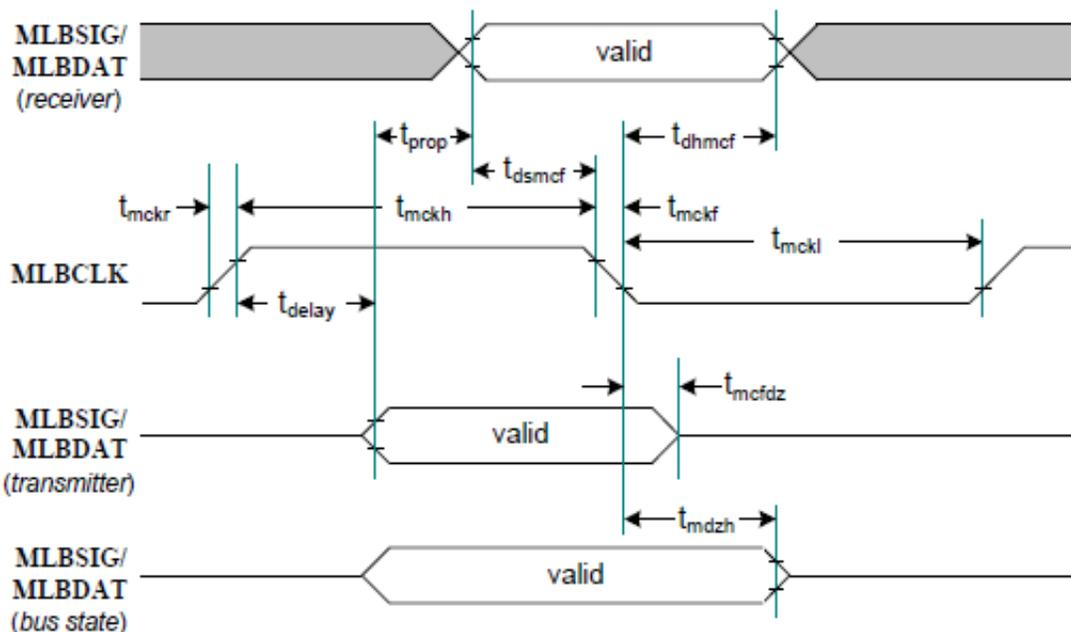 MLBSIG/
MLBDAT
(receiver)
valid
tprop
tdhmcf
tdsmcf
tmckr
tmckh
tmckf
tmckl
MLBCLK
tdelay
tmcfdz
MLBSIG/
MLBDAT
(transmitter)
valid
tmdzh
MLBSIG/
MLBDAT
(bus state)
valid